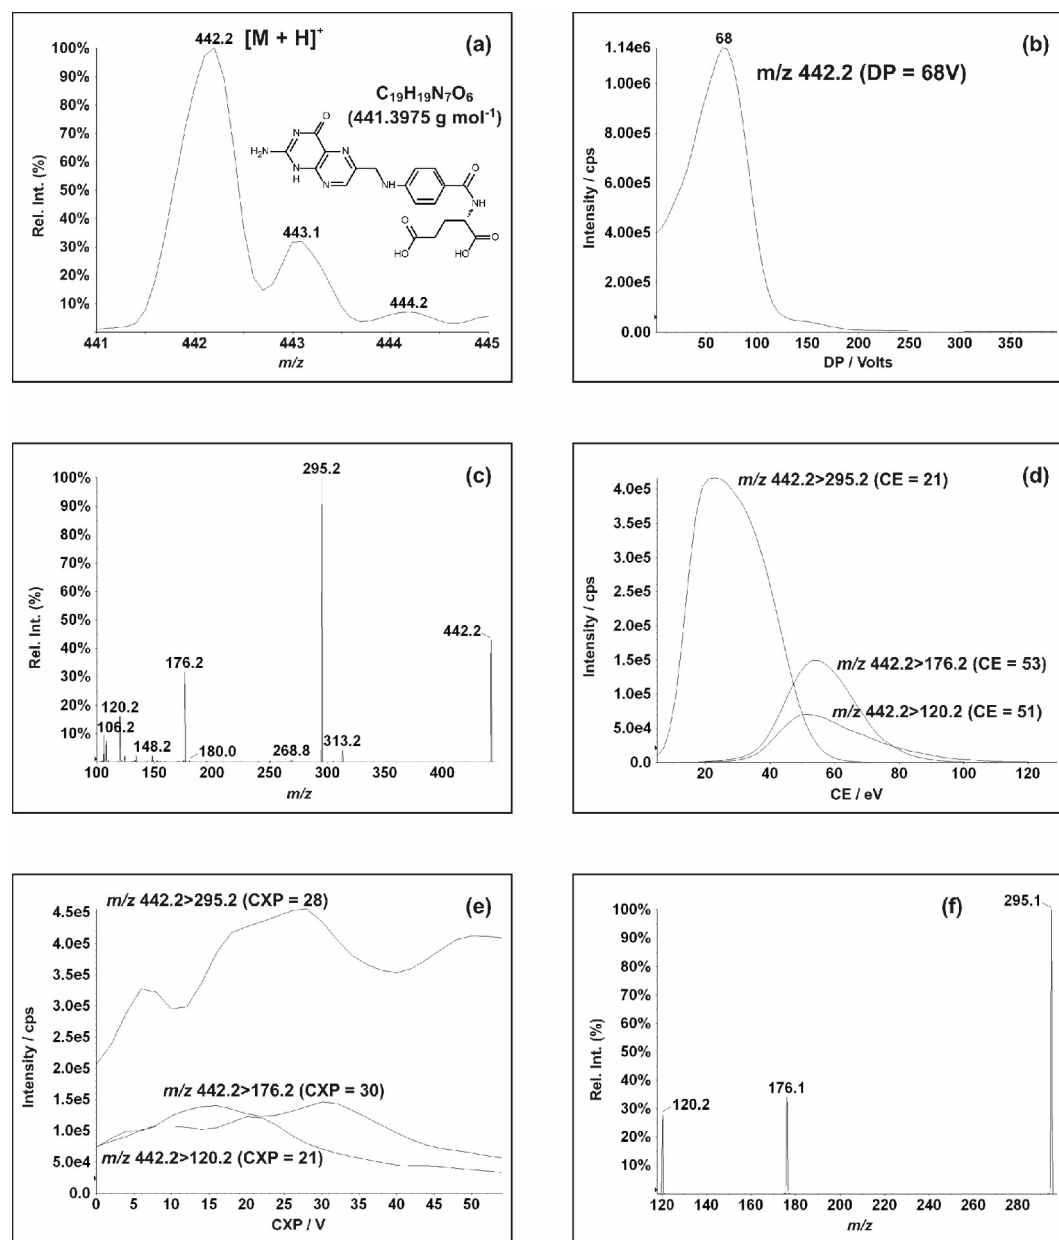 (a)
442.2 [M + H]+
C19H19N7O6
(441.3975 g mol-1)
O
N
N
H2N
N
H
N
NH
O
NH
O
O
HO
HO
443.1
444.2
100%
90%
80%
70%
60%
50%
40%
30%
20%
10%
Rel. Int. (%)
441 442 443 444 445
m/z
(b)
68
m/z 442.2 (DP = 68V)
1.14e6
1.00e6
8.00e5
6.00e5
4.00e5
2.00e5
0.00
Intensity / cps
50 100 150 200 250 300 350
DP / Volts
(c)
295.2
442.2
176.2
120.2
106.2
148.2
180.0
268.8
313.2
100%
90%
80%
70%
60%
50%
40%
30%
20%
10%
Rel. Int. (%)
100 150 200 250 300 350 400
m/z
(d)
m/z 442.2>295.2 (CE = 21)
m/z 442.2>176.2 (CE = 53)
m/z 442.2>120.2 (CE = 51)
4.0e5
3.5e5
3.0e5
2.5e5
2.0e5
1.5e5
1.0e5
5.0e4
0.0
Intensity / cps
20 40 60 80 100 120
CE / eV
(e)
m/z 442.2>295.2 (CXP = 28)
m/z 442.2>176.2 (CXP = 30)
m/z 442.2>120.2 (CXP = 21)
4.5e5
4.0e5
3.5e5
3.0e5
2.5e5
2.0e5
1.5e5
1.0e5
5.0e4
0.0
Intensity / cps
0 5 10 15 20 25 30 35 40 45 50
CXP / V
(f)
295.1
176.1
120.2
100%
90%
80%
70%
60%
50%
40%
30%
20%
10%
Rel. Int. (%)
120 140 160 180 200 220 240 260 280
m/z